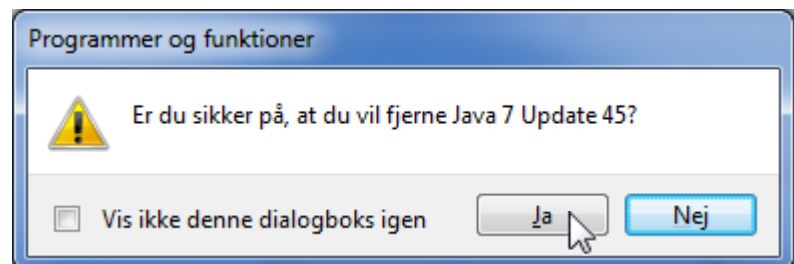 Programmer og funktioner
Er du sikker på, at du vil fjerne Java 7 Update 45?
Vis ikke denne dialogboks igen
Ja
Nej